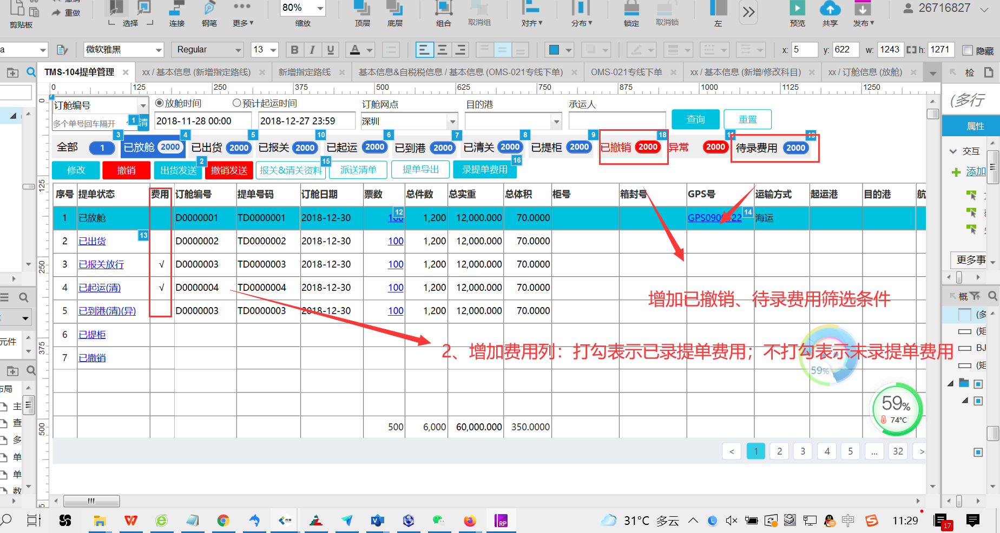 撤销
重做
剪贴板
选择
连接
钢笔
更多▾
80%
缩放
顶层
底层
组合
取消组
对齐▾
分布▾
锁定
取消锁
左
预览
共享
发布▾
26716827
a
微软雅黑
Regular
13
B I U
A
x: 5
y: 622
w: 1243
h: 1271
隐藏
TMS-104提单管理
xx / 基本信息 (新增指定路线)
新增指定路线
基本信息&自税税信息 / 基本信息 (OMS-021专线下单)
OMS-021专线下单
xx / 基本信息 (新增/修改科目)
xx / 订舱信息 (放舱)
检
0 125 250 375 500 625 750 875 1000 1125 1250
0
125
250
375
500
订舱编号
多个单号回车隔开
1
清
放舱时间
预计起运时间
2018-11-28 00:00
2018-12-27 23:59
订舱网点
深圳
目的港
承运人
查询
重置
(多行
属性
交互
添加
更多事
全部 1
3
已放舱 2000
4
已出货 2000
5
已报关 2000
10
已起运 2000
6
已到港 2000
7
已清关 2000
8
已提柜 2000
9
已撤销 2000
18
异常 2000
11
待录费用 2000
19
修改
撤销
出货发送
2
撤销发送
报关&清关资料
15
派送清单
提单导出
录提单费用
16
序号 提单状态 费用 订舱编号 提单号码 订舱日期 票数 总件数 总实重 总体积 柜号 箱封号 GPS号 运输方式 起运港 目的港 航
1 已放舱 D0000001 TD0000001 2018-12-30 100 12 1,200 12,000.000 70.0000 14 海运
2 已出货 13 D0000002 TD0000002 2018-12-30 100 1,200 12,000.000 70.0000
3 已报关放行 √ D0000003 TD0000003 2018-12-30 100 1,200 12,000.000 70.0000
4 已起运(清) √ D0000004 TD0000004 2018-12-30 100 1,200 12,000.000 70.0000
5 已到港(清)(异) D0000003 TD0000003 2018-12-30 100 1,200 12,000.000 70.0000
6 已提柜
7 已撤销
500 6,000 60,000.000 350.0000
增加已撤销、待录费用筛选条件
2、增加费用列：打勾表示已录提单费用；不打勾表示未录提单费用
59%
59%
74℃
< 1 2 3 4 5 ... 32 >
概
(多
(矩
BJ
(矩
元件
布局
主
查
多
单
单
数
31°C 多云
中
11:29
17
RP